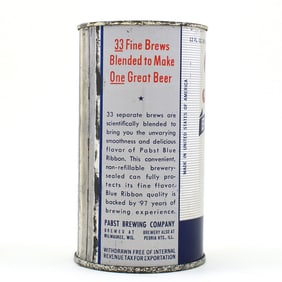 33 Fine Brews
Blended to Make
One Great Beer
33 separate brews are
scientifically blended to
bring you the unvarying
smoothness and delicious
flavor of Pabst Blue
Ribbon. This convenient,
non-refillable brewery-
sealed can fully pro-
tects its fine flavor.
Blue Ribbon quality is
backed by 97 years of
brewing experience.
PABST BREWING COMPANY
BREWED AT BREWERY ALSO AT
MILWAUKEE, WIS. PEORIA HTS. ILL.
WITHDRAWN FREE OF INTERNAL
REVENUE TAX FOR EXPORTATION
MADE IN UNITED STATES OF AMERICA